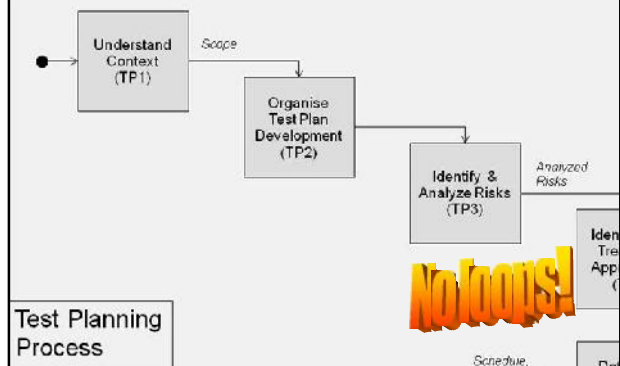 Understand
Context
(TP1)
Scope
Organise
Test Plan
Development
(TP2)
Identify &
Analyze Risks
(TP3)
Analyzed
Risks
No loops!
Test Planning
Process
Schedule,